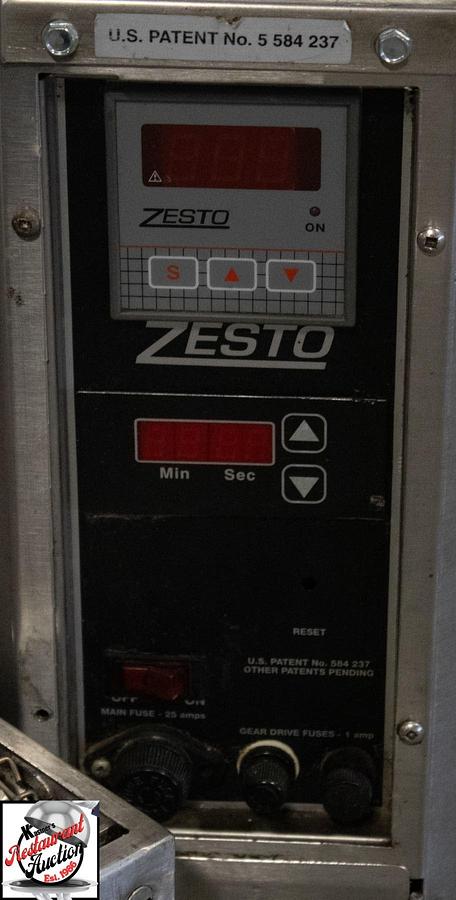 U.S. PATENT No. 5 584 237
ZESTO
ON
S
ZESTO
Min Sec
RESET
U.S. PATENT No. 584 237
OTHER PATENTS PENDING
OFF ON
MAIN FUSE - 25 amps
GEAR DRIVE FUSES - 1 amp
Restaurant
Auction
Est. 1986